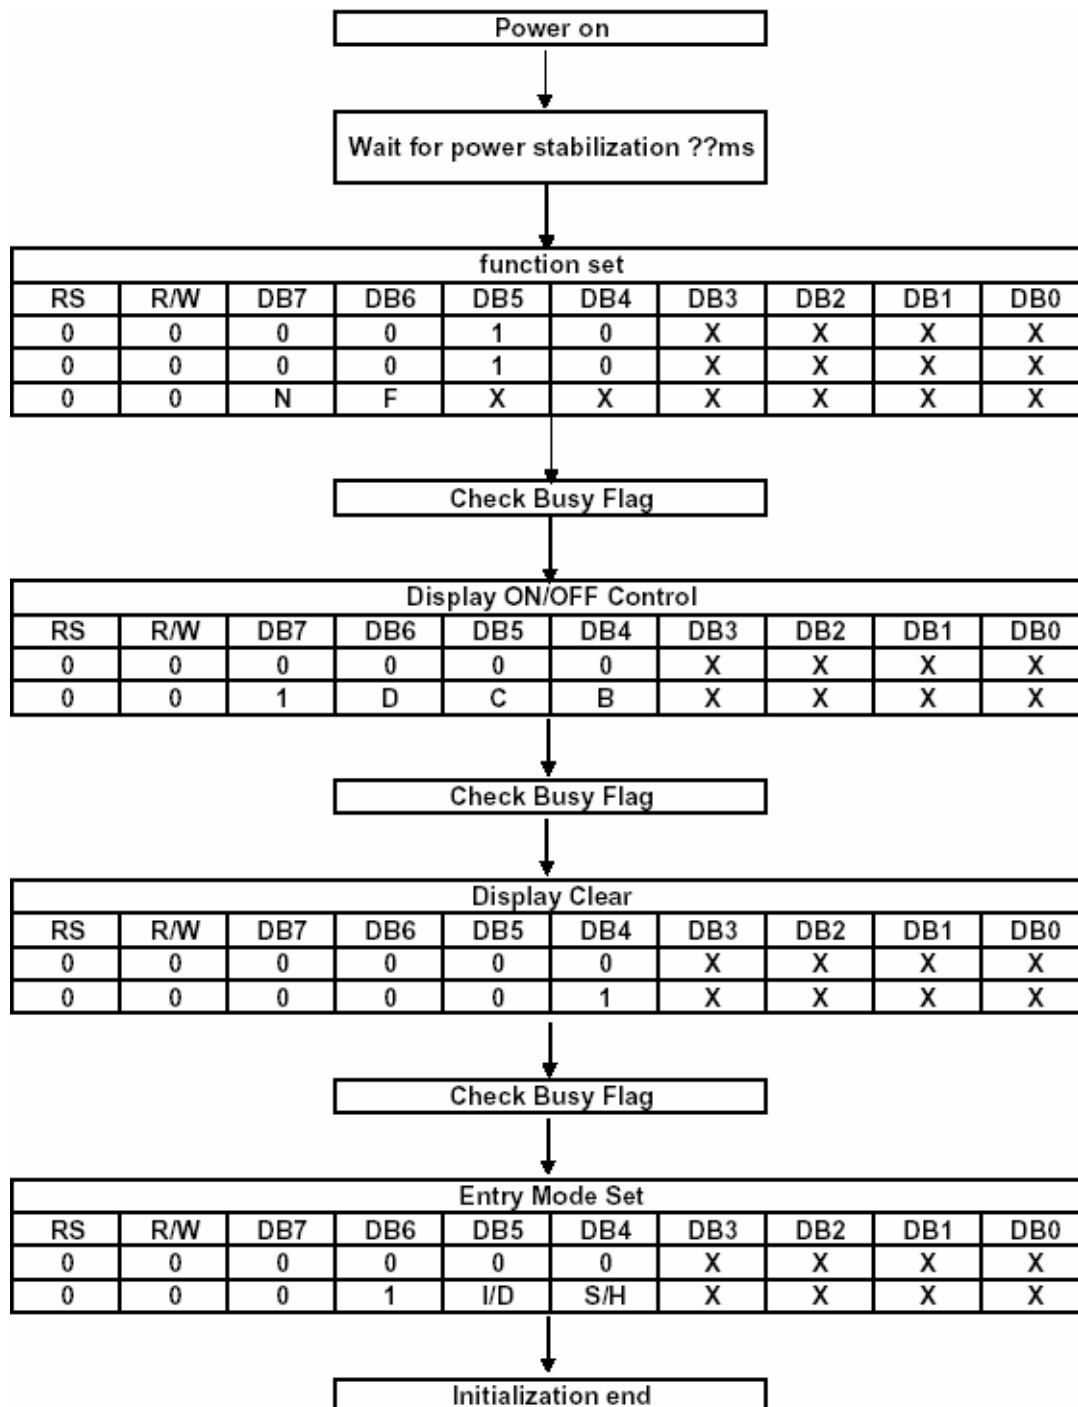 Power on
Wait for power stabilization ??ms
function set
RS R/W DB7 DB6 DB5 DB4 DB3 DB2 DB1 DB0
0 0 0 0 1 0 X X X X
0 0 0 0 1 0 X X X X
0 0 N F X X X X X X
Check Busy Flag
Display ON/OFF Control
RS R/W DB7 DB6 DB5 DB4 DB3 DB2 DB1 DB0
0 0 0 0 0 0 X X X X
0 0 1 D C B X X X X
Check Busy Flag
Display Clear
RS R/W DB7 DB6 DB5 DB4 DB3 DB2 DB1 DB0
0 0 0 0 0 0 X X X X
0 0 0 0 0 1 X X X X
Check Busy Flag
Entry Mode Set
RS R/W DB7 DB6 DB5 DB4 DB3 DB2 DB1 DB0
0 0 0 0 0 0 X X X X
0 0 0 1 I/D S/H X X X X
Initialization end